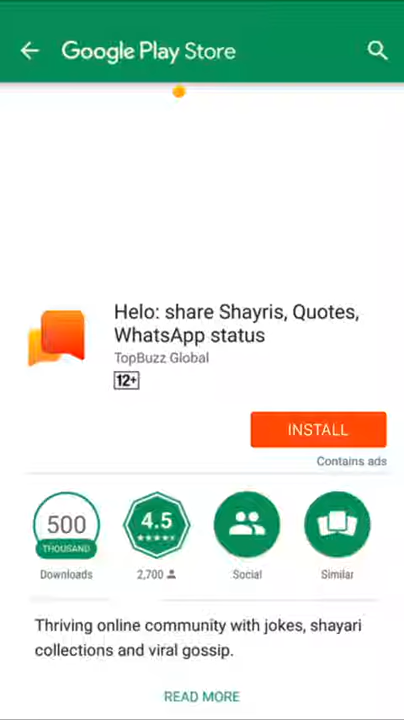 Google Play Store
Helo: share Shayris, Quotes,
WhatsApp status
TopBuzz Global
12+
INSTALL
Contains ads
500
THOUSAND
Downloads
4.5
2,700
Social
Similar
Thriving online community with jokes, shayari
collections and viral gossip.
READ MORE